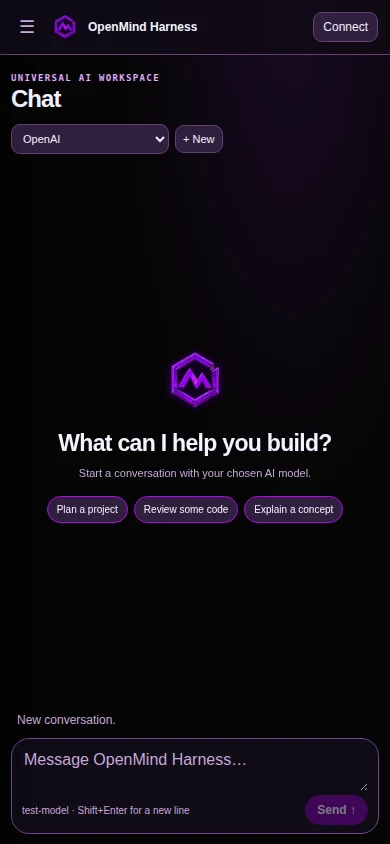 ☰ OpenMind Harness Connect
UNIVERSAL AI WORKSPACE
Chat
OpenAI + New
What can I help you build?
Start a conversation with your chosen AI model.
Plan a project Review some code Explain a concept
New conversation.
Message OpenMind Harness…
test-model · Shift+Enter for a new line Send ↑